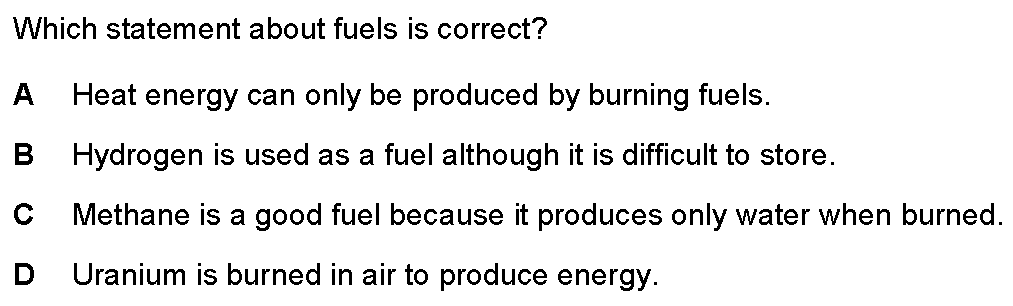 Which statement about fuels is correct?
A Heat energy can only be produced by burning fuels.
B Hydrogen is used as a fuel although it is difficult to store.
C Methane is a good fuel because it produces only water when burned.
D Uranium is burned in air to produce energy.